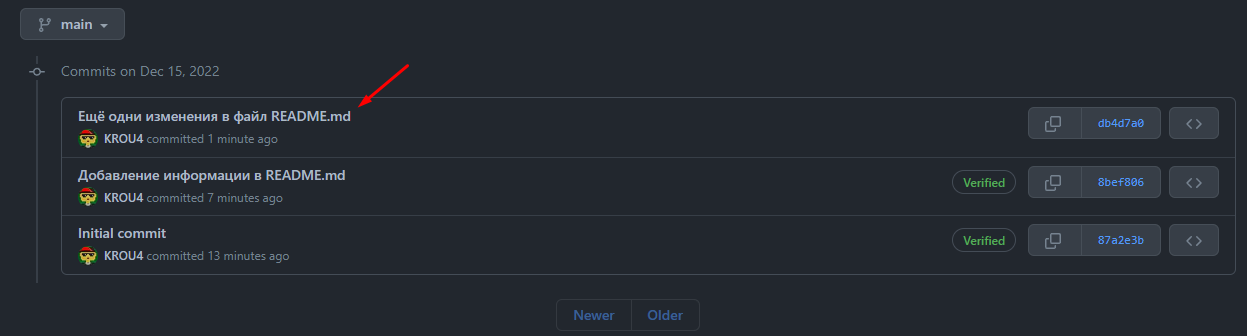 main
Commits on Dec 15, 2022
Ещё одни изменения в файл README.md
KROU4 committed 1 minute ago
db4d7a0
Добавление информации в README.md
KROU4 committed 7 minutes ago
Verified
8bef806
Initial commit
KROU4 committed 13 minutes ago
Verified
87a2e3b
Newer Older